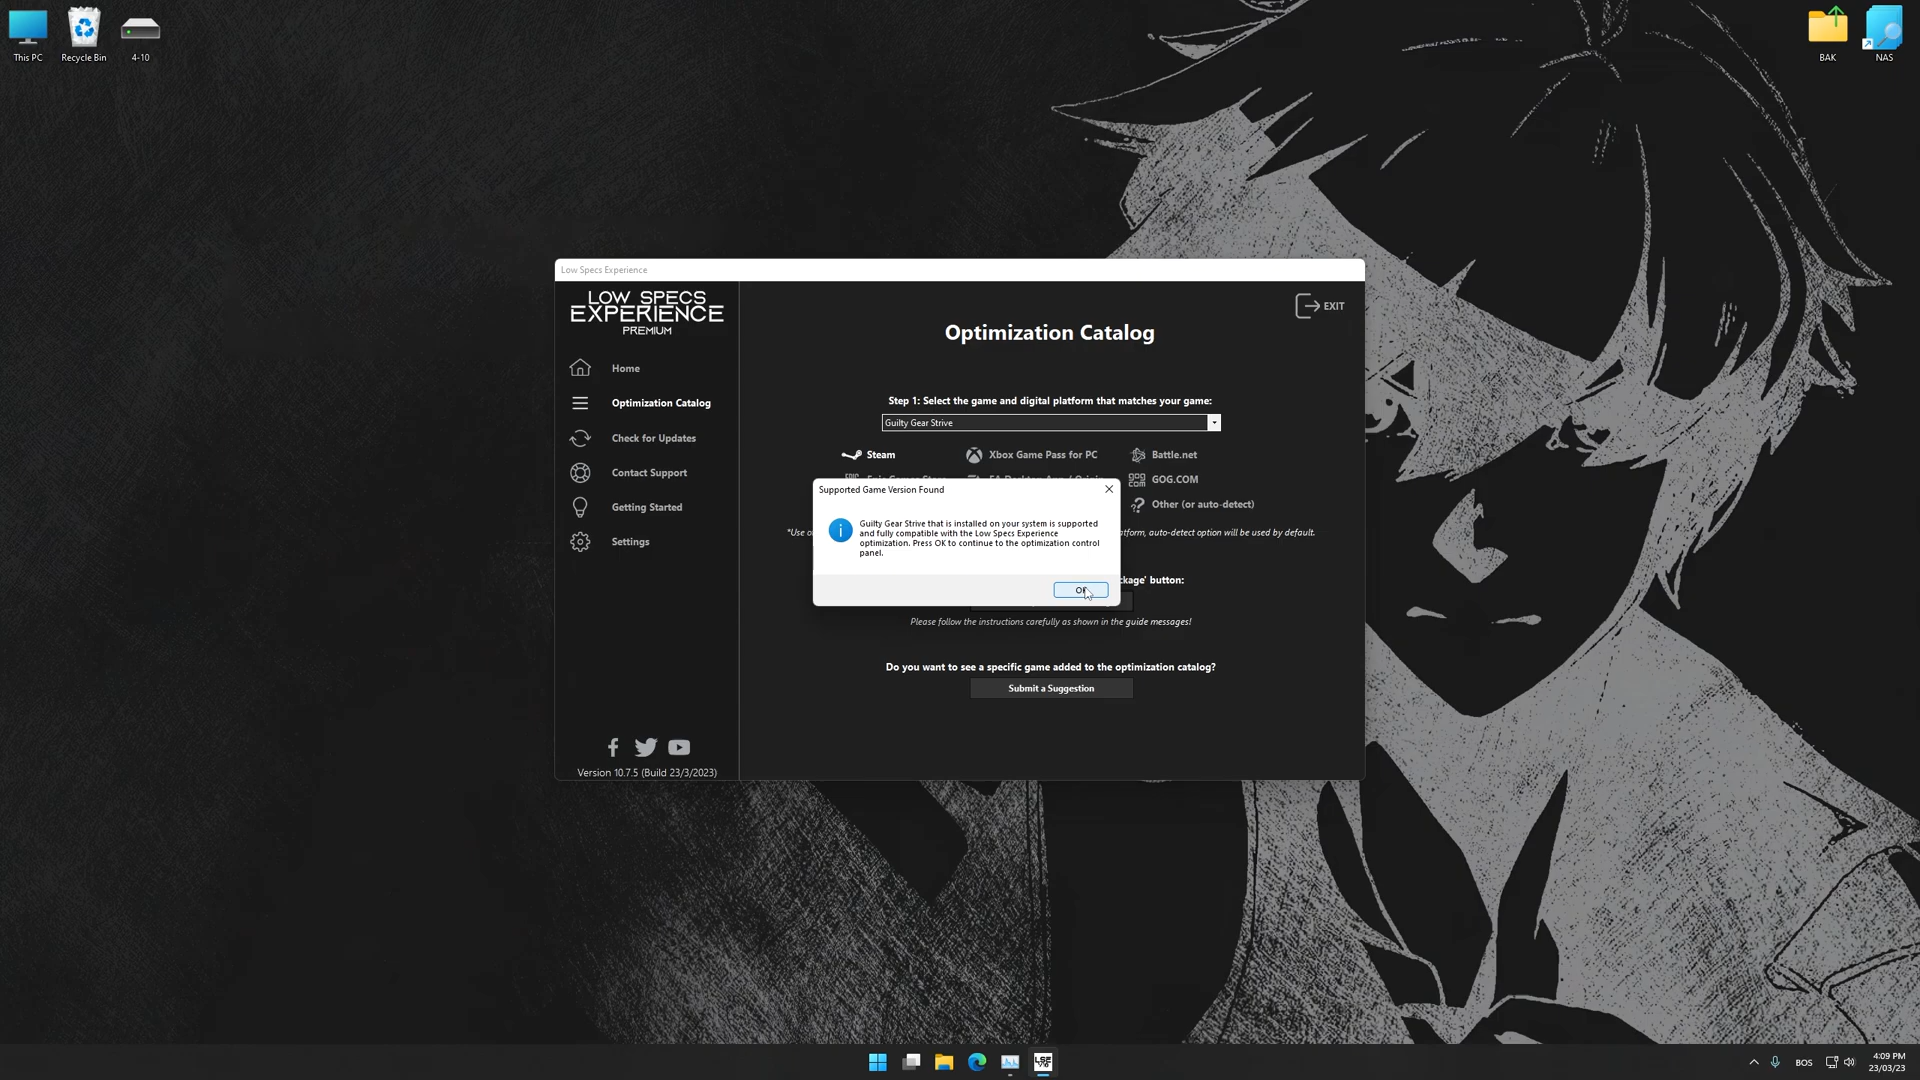 This PC
Recycle Bin
4-10
BAK
NAS
Low Specs Experience
LOW SPECS
EXPERIENCE
PREMIUM
Home
Optimization Catalog
Check for Updates
Contact Support
Getting Started
Settings
Version 10.7.5 (Build 23/3/2023)
EXIT
Optimization Catalog
Step 1: Select the game and digital platform that matches your game:
Guilty Gear Strive
Steam
Xbox Game Pass for PC
Battle.net
GOG.COM
Other (or auto-detect)
*Use o
tform, auto-detect option will be used by default.
Supported Game Version Found
Guilty Gear Strive that is installed on your system is supported
and fully compatible with the Low Specs Experience
optimization. Press OK to continue to the optimization control
panel.
OK
ckage' button:
Please follow the instructions carefully as shown in the guide messages!
Do you want to see a specific game added to the optimization catalog?
Submit a Suggestion
LSE
BOS
4:09 PM
23/03/23